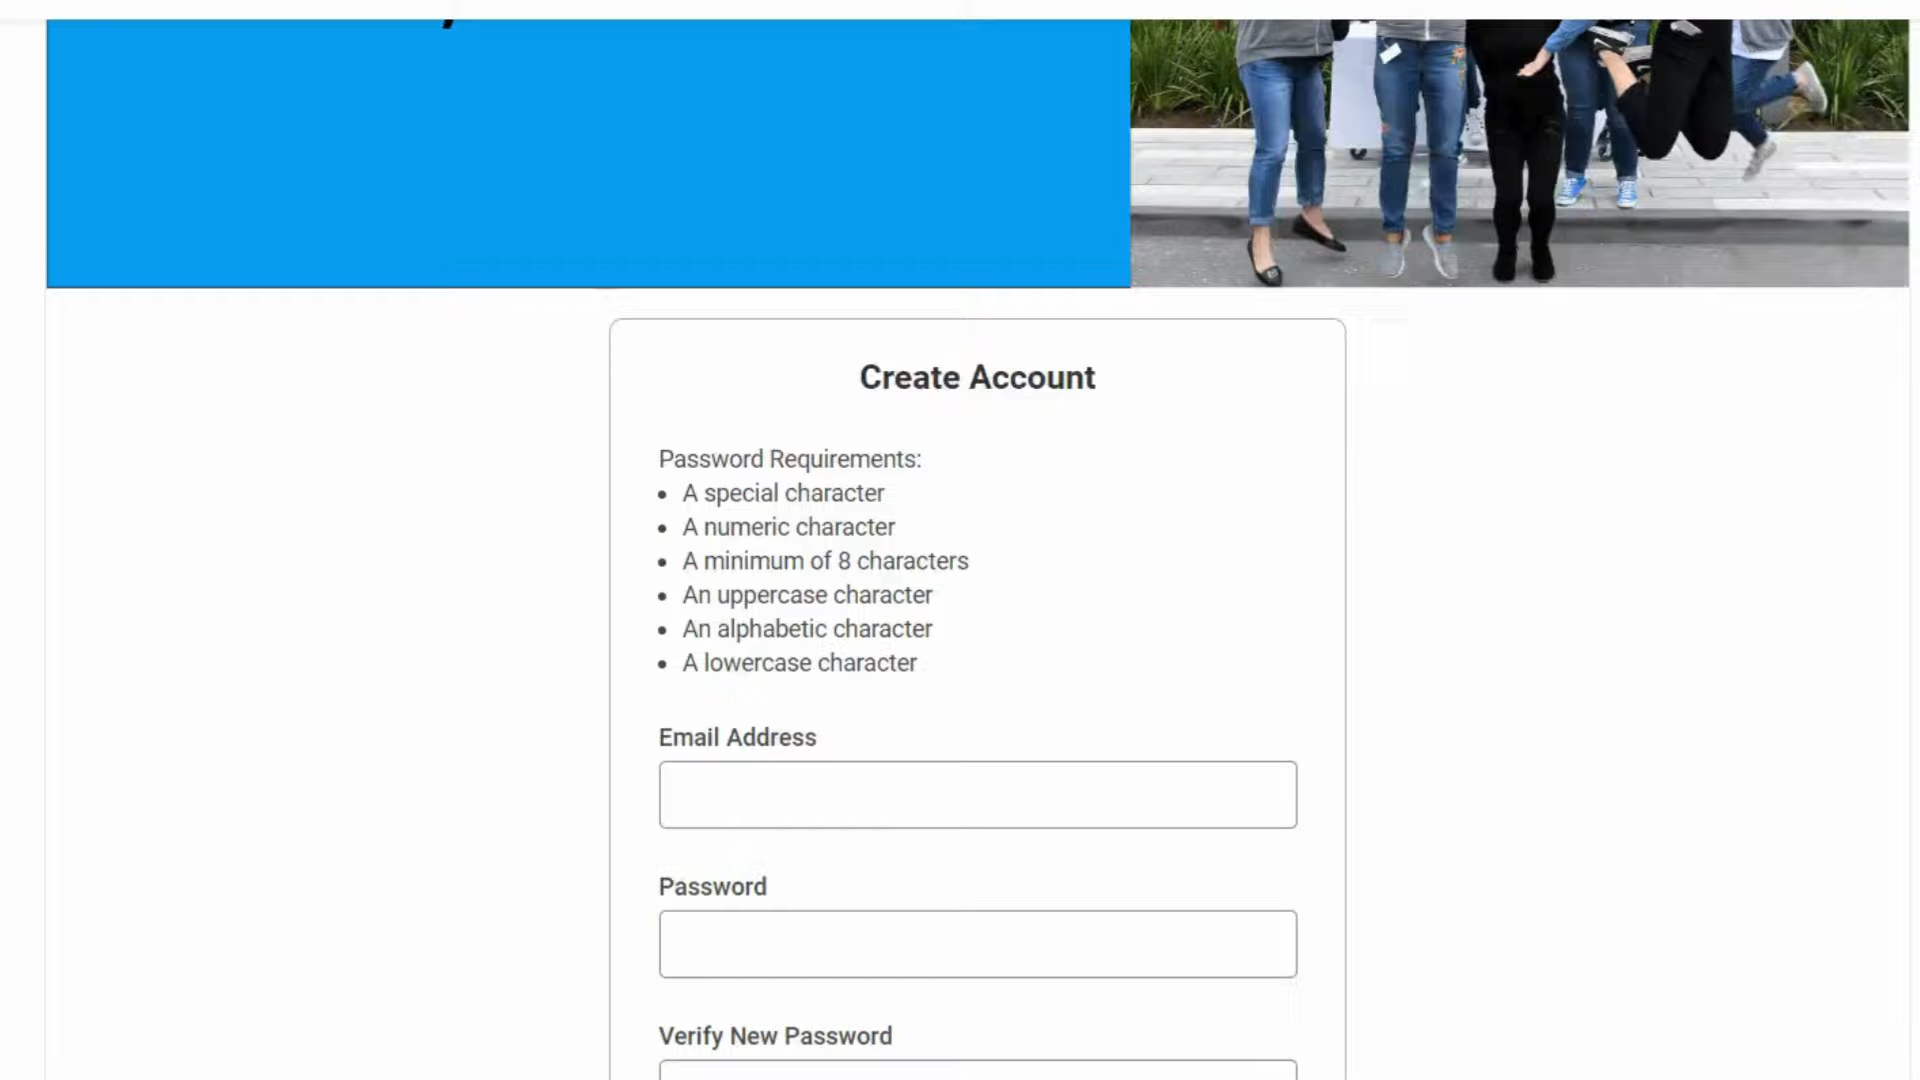 Create Account
Password Requirements:
• A special character
• A numeric character
• A minimum of 8 characters
• An uppercase character
• An alphabetic character
• A lowercase character
Email Address
Password
Verify New Password